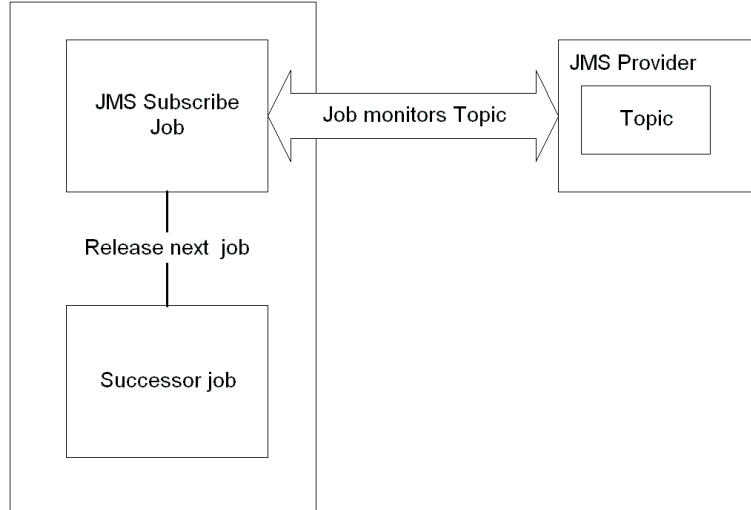 JMS Subscribe
Job
Job monitors Topic
JMS Provider
Topic
Release next job
Successor job